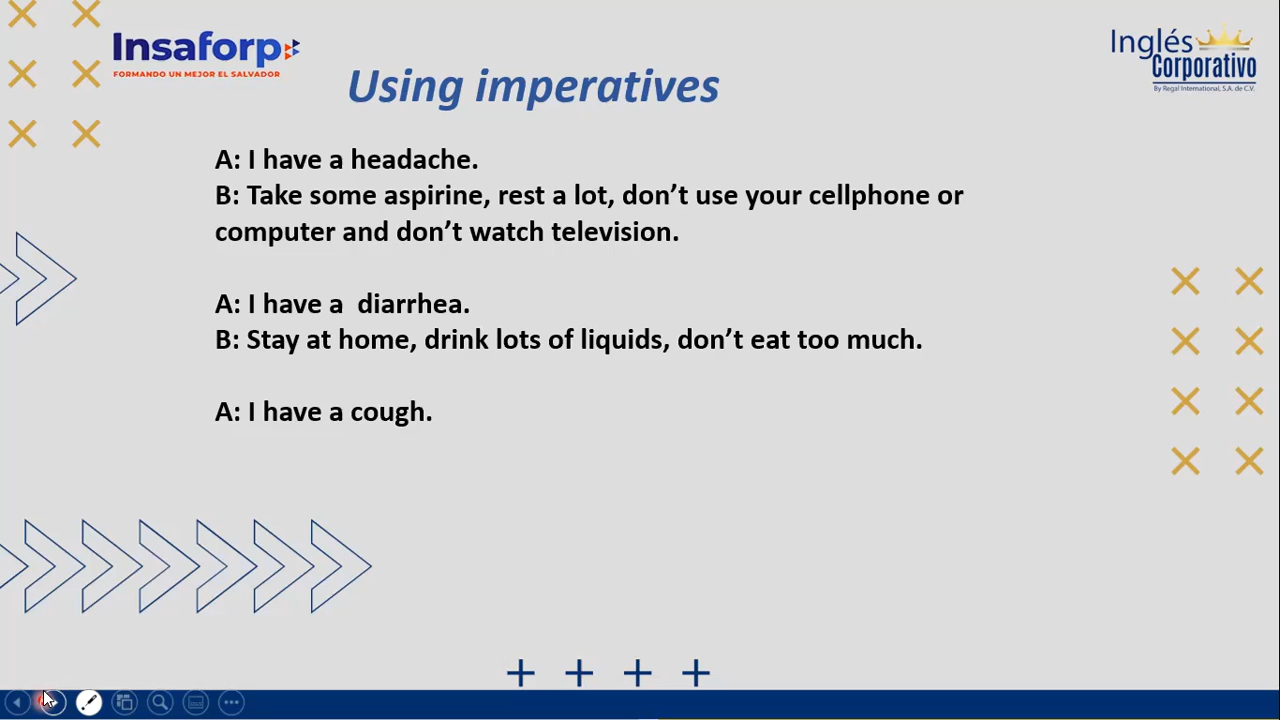 Insaforp
FORMANDO UN MEJOR EL SALVADOR
Inglés
Corporativo
By Regal International, S.A. de C.V.
Using imperatives
A: I have a headache.
B: Take some aspirine, rest a lot, don’t use your cellphone or
computer and don’t watch television.
A: I have a  diarrhea.
B: Stay at home, drink lots of liquids, don’t eat too much.
A: I have a cough.